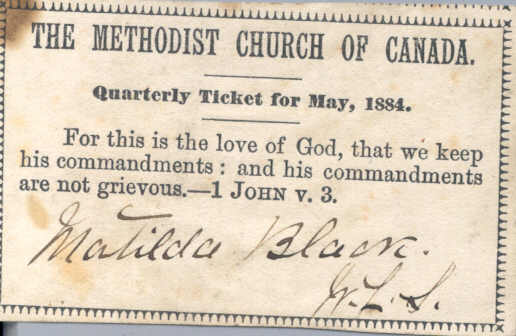 THE METHODIST CHURCH OF CANADA.
Quarterly Ticket for May, 1884.
For this is the love of God, that we keep
his commandments : and his commandments
are not grievous.—1 JOHN V. 3.
Matilda Black.
W. L. S.